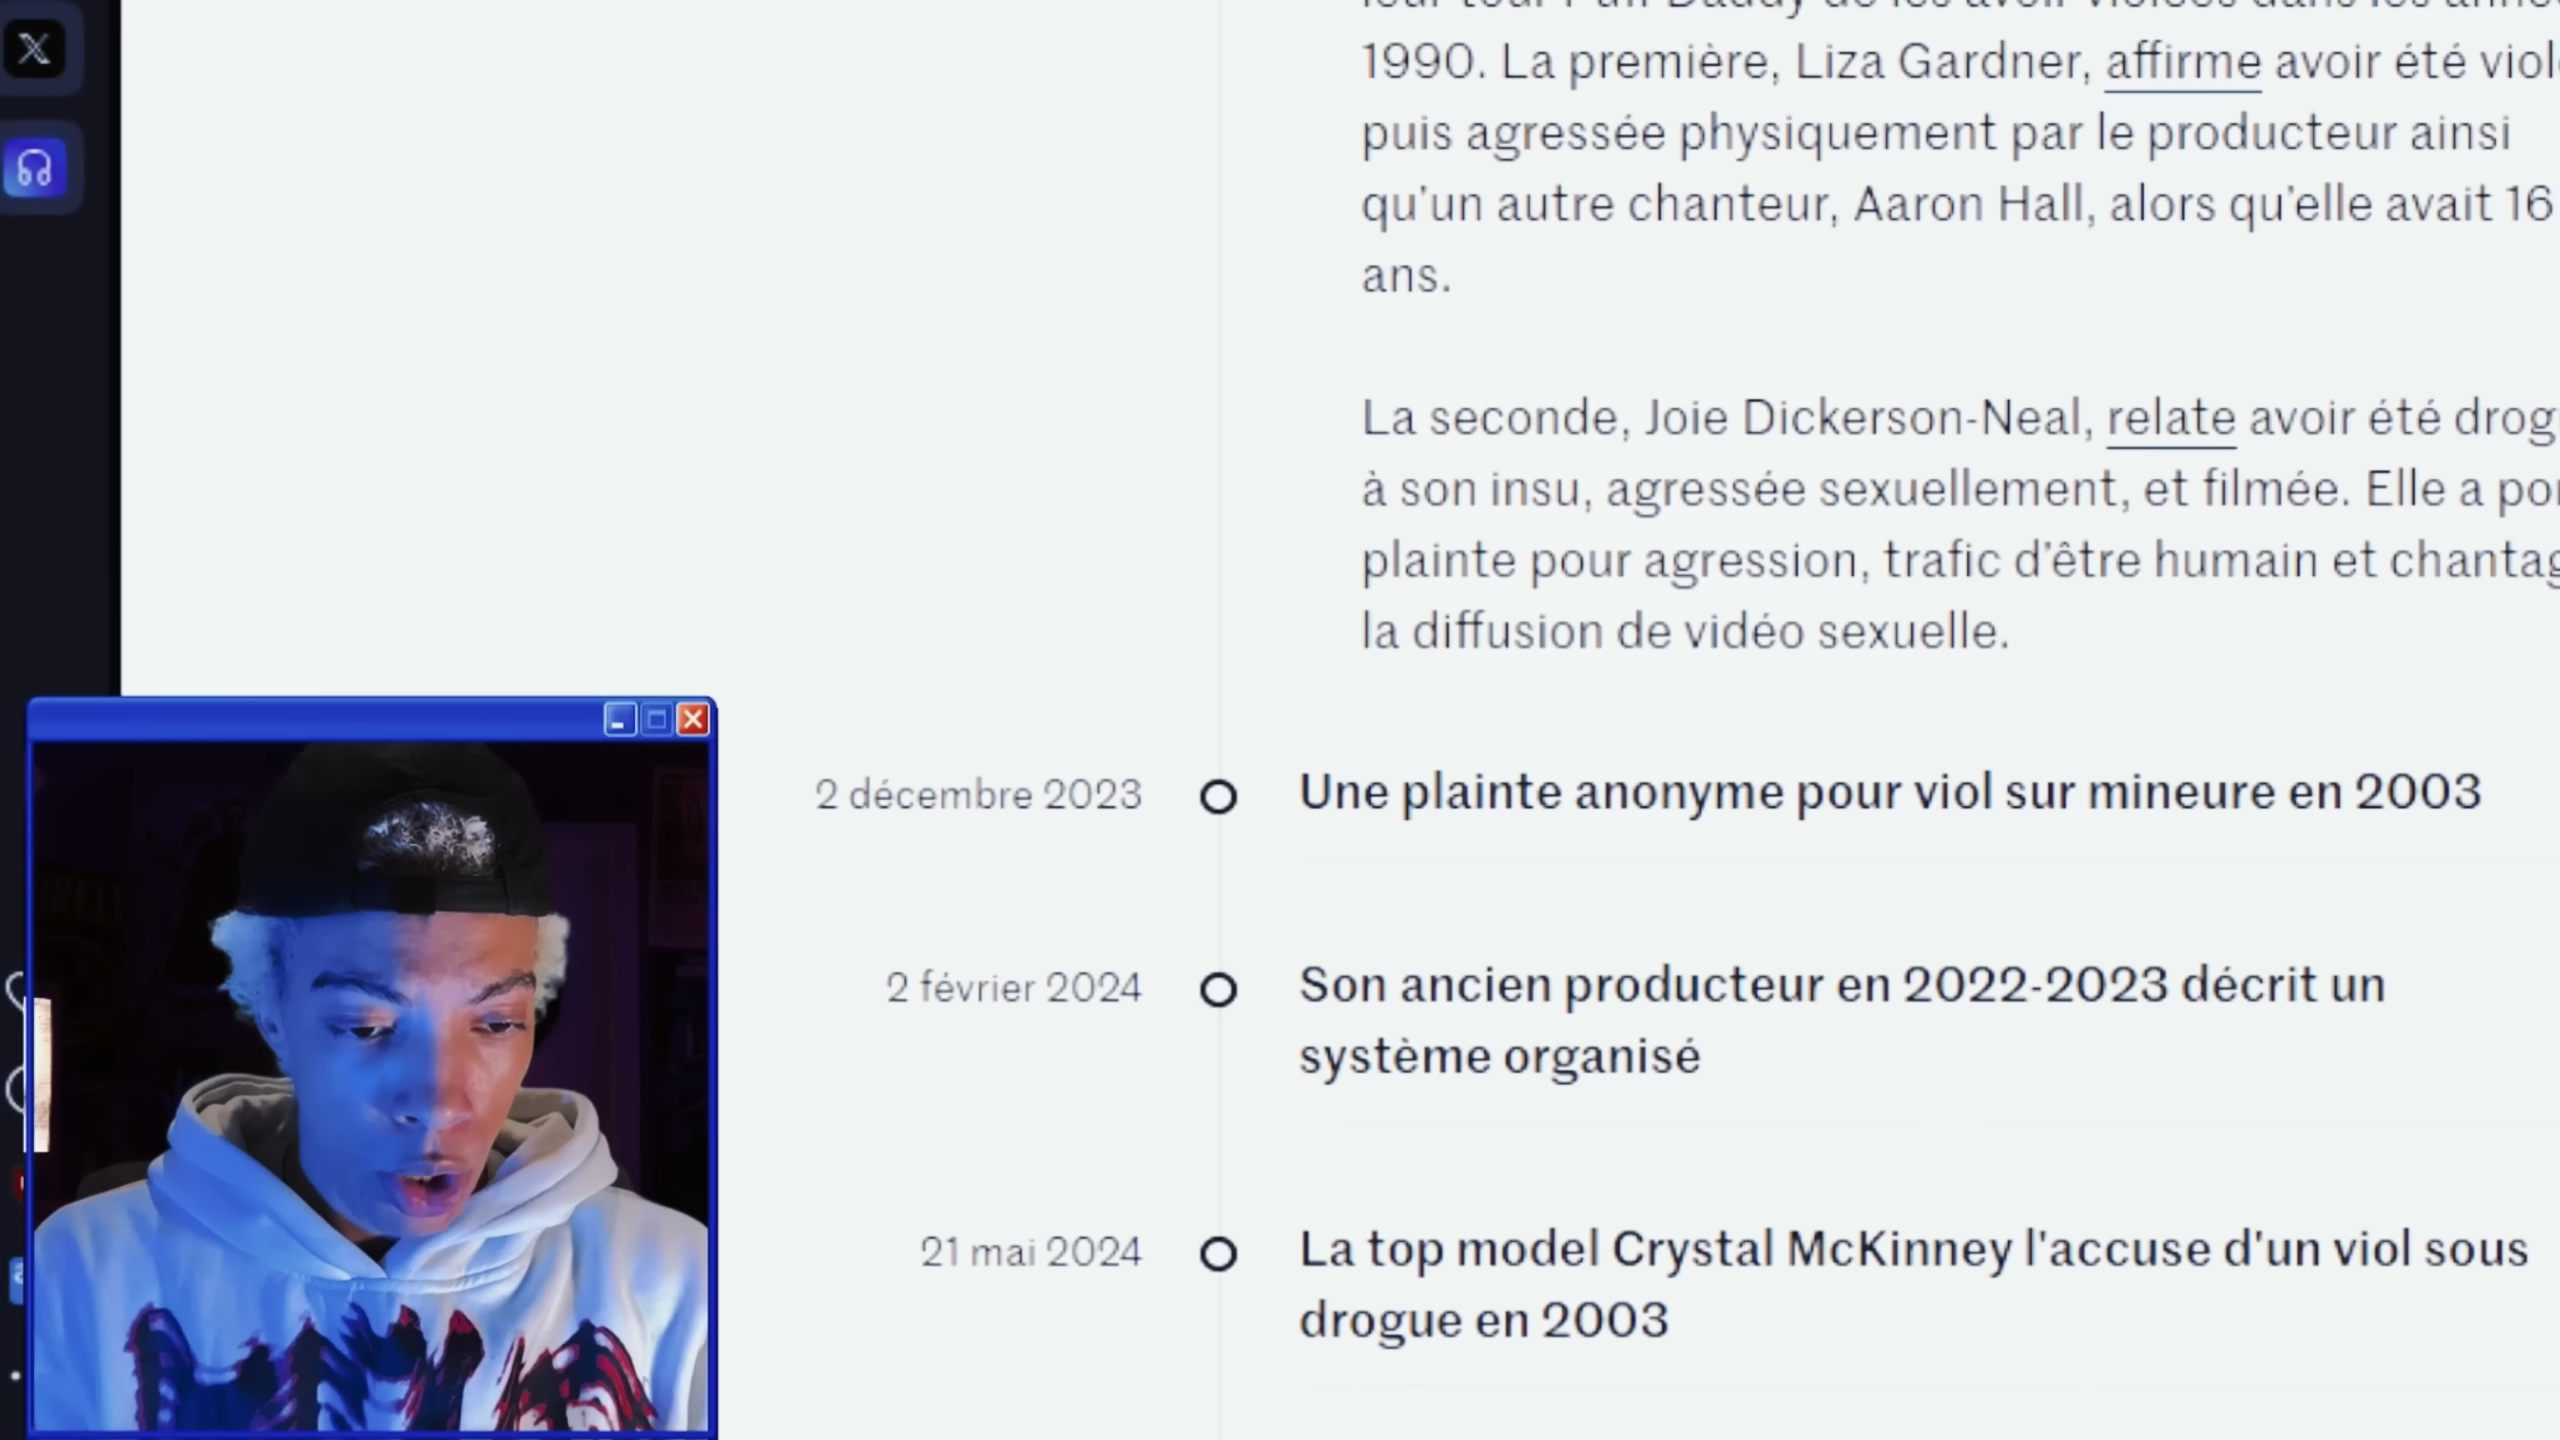 1990. La première, Liza Gardner, affirme avoir été
puis agressée physiquement par le producteur ainsi
qu'un autre chanteur, Aaron Hall, alors qu'elle avait 16
ans.
La seconde, Joie Dickerson-Neal, relate avoir été
à son insu, agressée sexuellement, et filmée. Elle a
plainte pour agression, trafic d'être humain et
la diffusion de vidéo sexuelle.
2 décembre 2023
Une plainte anonyme pour viol sur mineure en 2003
2 février 2024
Son ancien producteur en 2022-2023 décrit un
système organisé
21 mai 2024
La top model Crystal McKinney l'accuse d'un viol sous
drogue en 2003